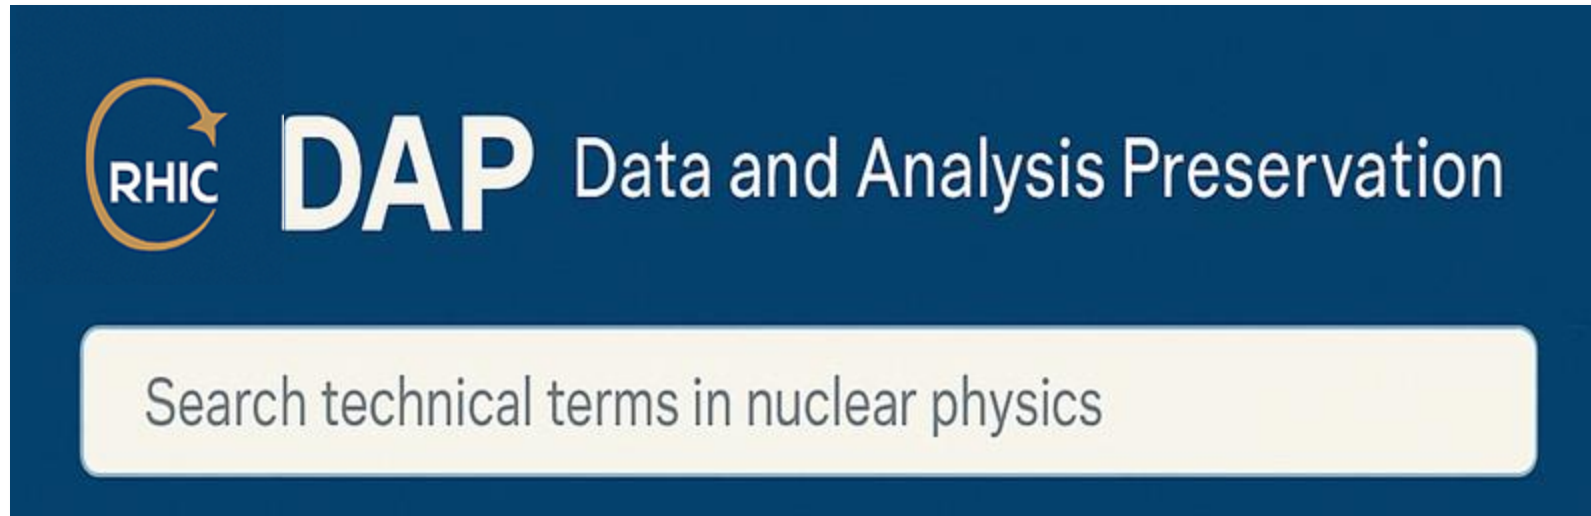 RHIC DAP Data and Analysis Preservation
Search technical terms in nuclear physics